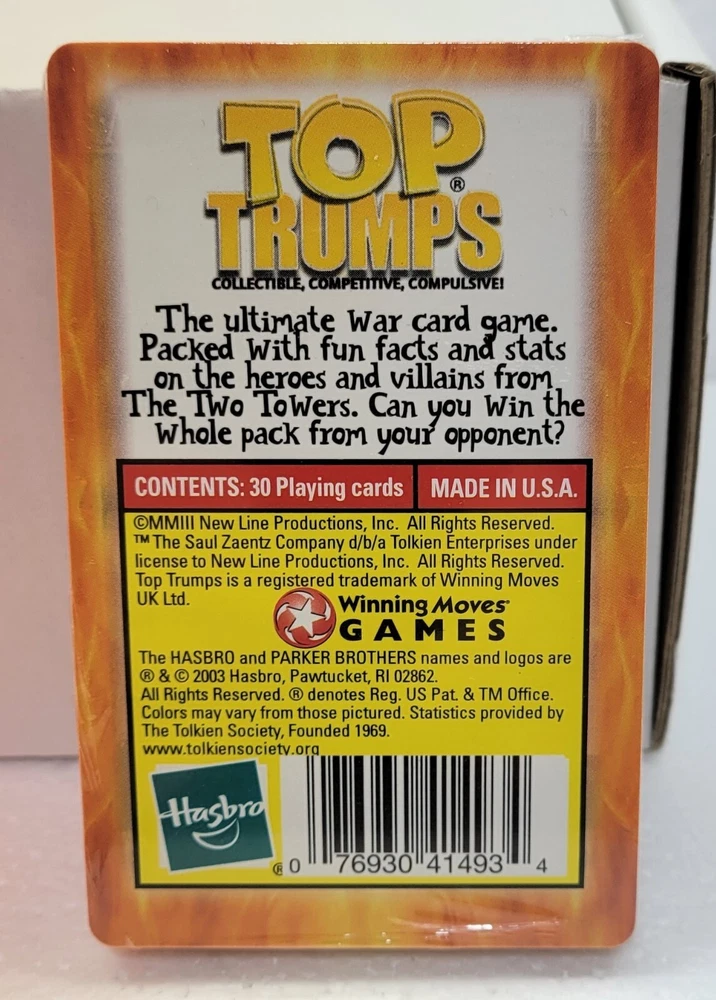 TOP
TRUMPS®
COLLECTIBLE, COMPETITIVE, COMPULSIVE!
The ultimate War card game.
Packed With fun facts and stats
on the heroes and villains from
The Two Towers. Can you Win the
Whole pack from your opponent?
CONTENTS: 30 Playing cards MADE IN U.S.A.
©MMIII New Line Productions, Inc. All Rights Reserved.
™ The Saul Zaentz Company d/b/a Tolkien Enterprises under
license to New Line Productions, Inc. All Rights Reserved.
Top Trumps is a registered trademark of Winning Moves
UK Ltd.
Winning Moves®
GAMES
The HASBRO and PARKER BROTHERS names and logos are
® & © 2003 Hasbro, Pawtucket, RI 02862.
All Rights Reserved. ® denotes Reg. US Pat. & TM Office.
Colors may vary from those pictured. Statistics provided by
The Tolkien Society, Founded 1969.
www.tolkiensociety.org
Hasbro
® 0 76930 41493 4